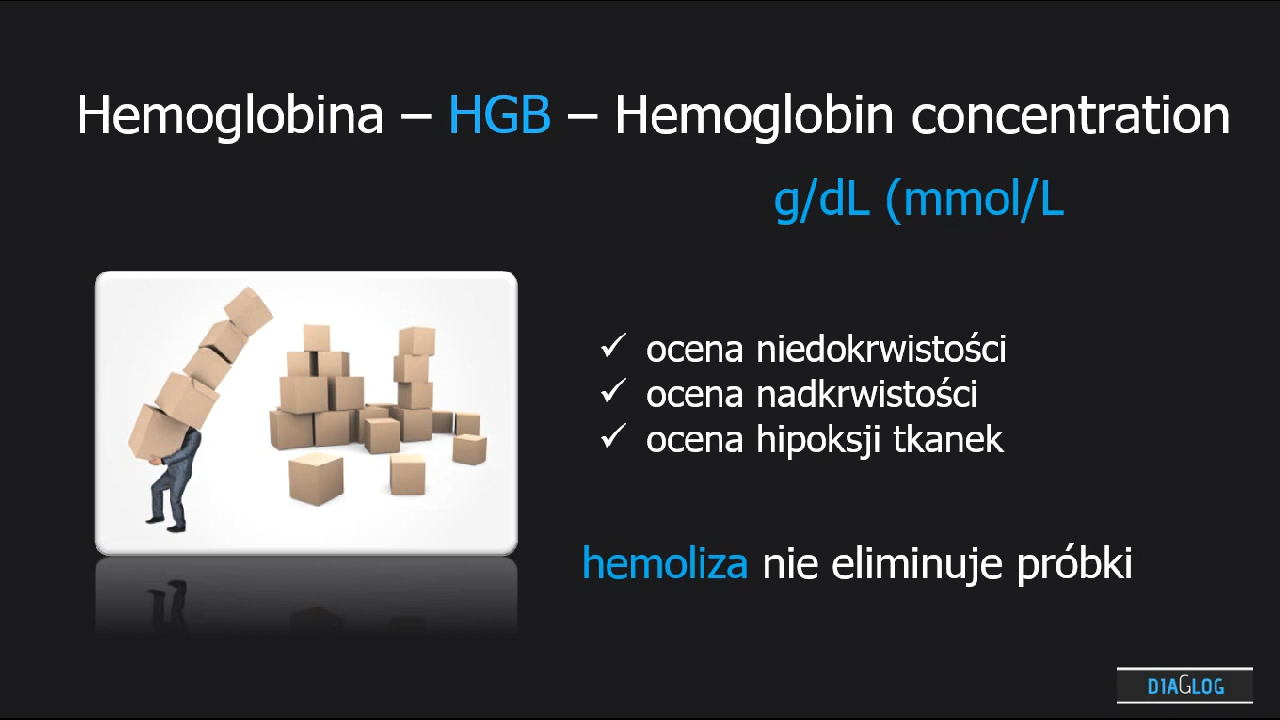 Hemoglobina – HGB – Hemoglobin concentration
g/dL (mmol/L
✓ ocena niedokrwistości
✓ ocena nadkrwistości
✓ ocena hipoksji tkanek
hemoliza nie eliminuje próbki
DIAGLOG